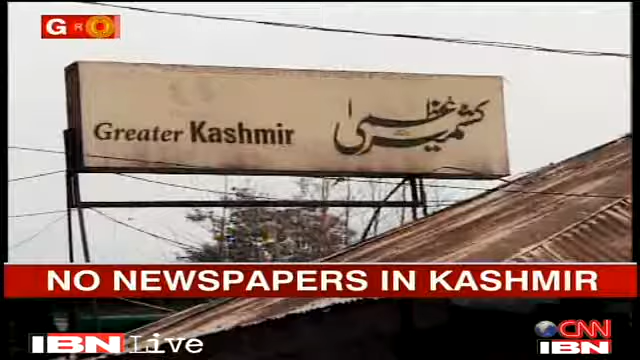 G R
Greater Kashmir کشمیر عظمیٰ
NO NEWSPAPERS IN KASHMIR
IBN Live
CNN
IBN